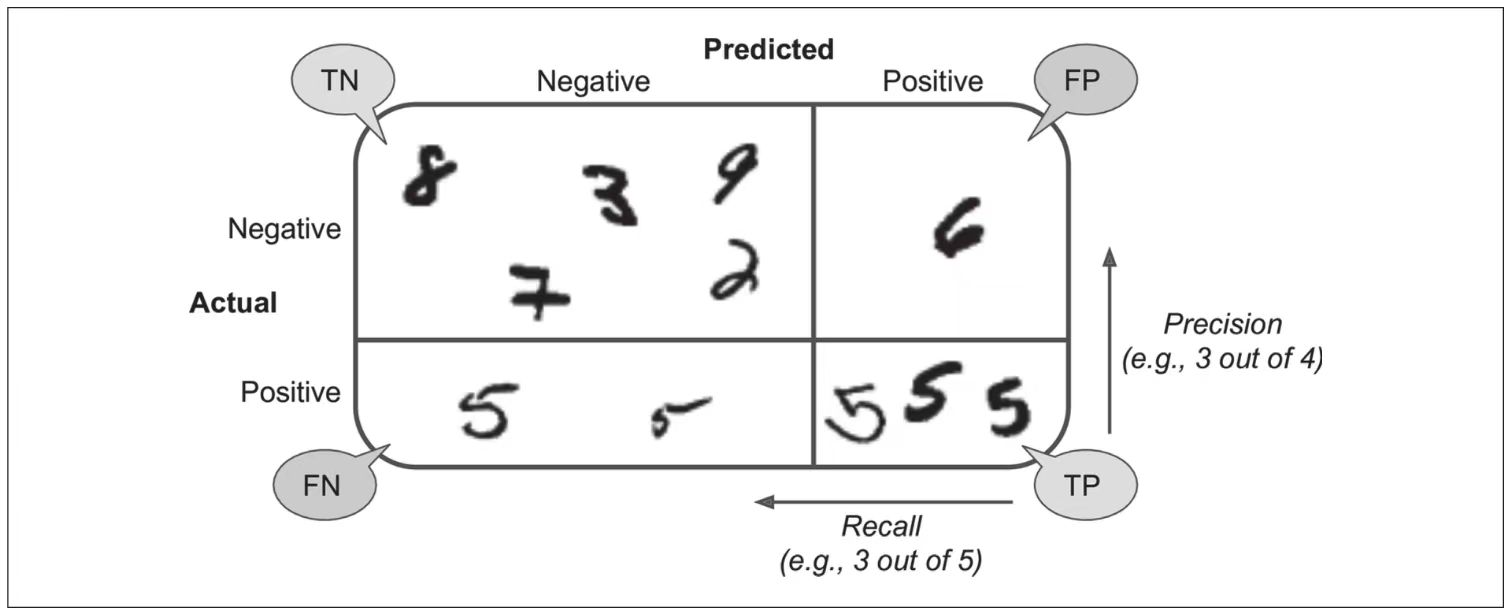 Predicted
TN Negative Positive FP
8 3 9
Negative 6
7 2
Actual
Precision
(e.g., 3 out of 4)
Positive 5 5 5 5 5
FN TP
Recall
(e.g., 3 out of 5)